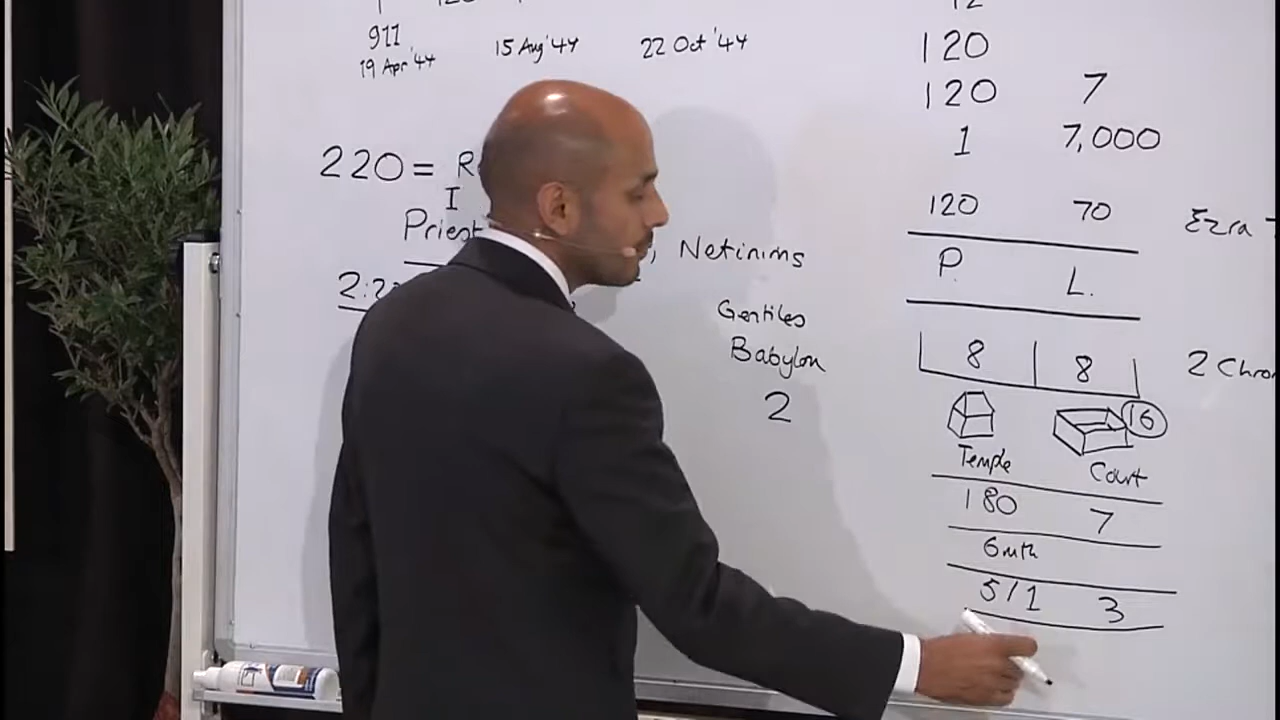 911
19 Apr '44
15 Aug '44
22 Oct '44
220 =
I
Priest
, Netinims
Gentiles
Babylon
2
12
120
120 7
1 7,000
120 70
Ezra
P. L.
8 8
2 Chron
16
Temple Court
180 7
6mth
5/1 3